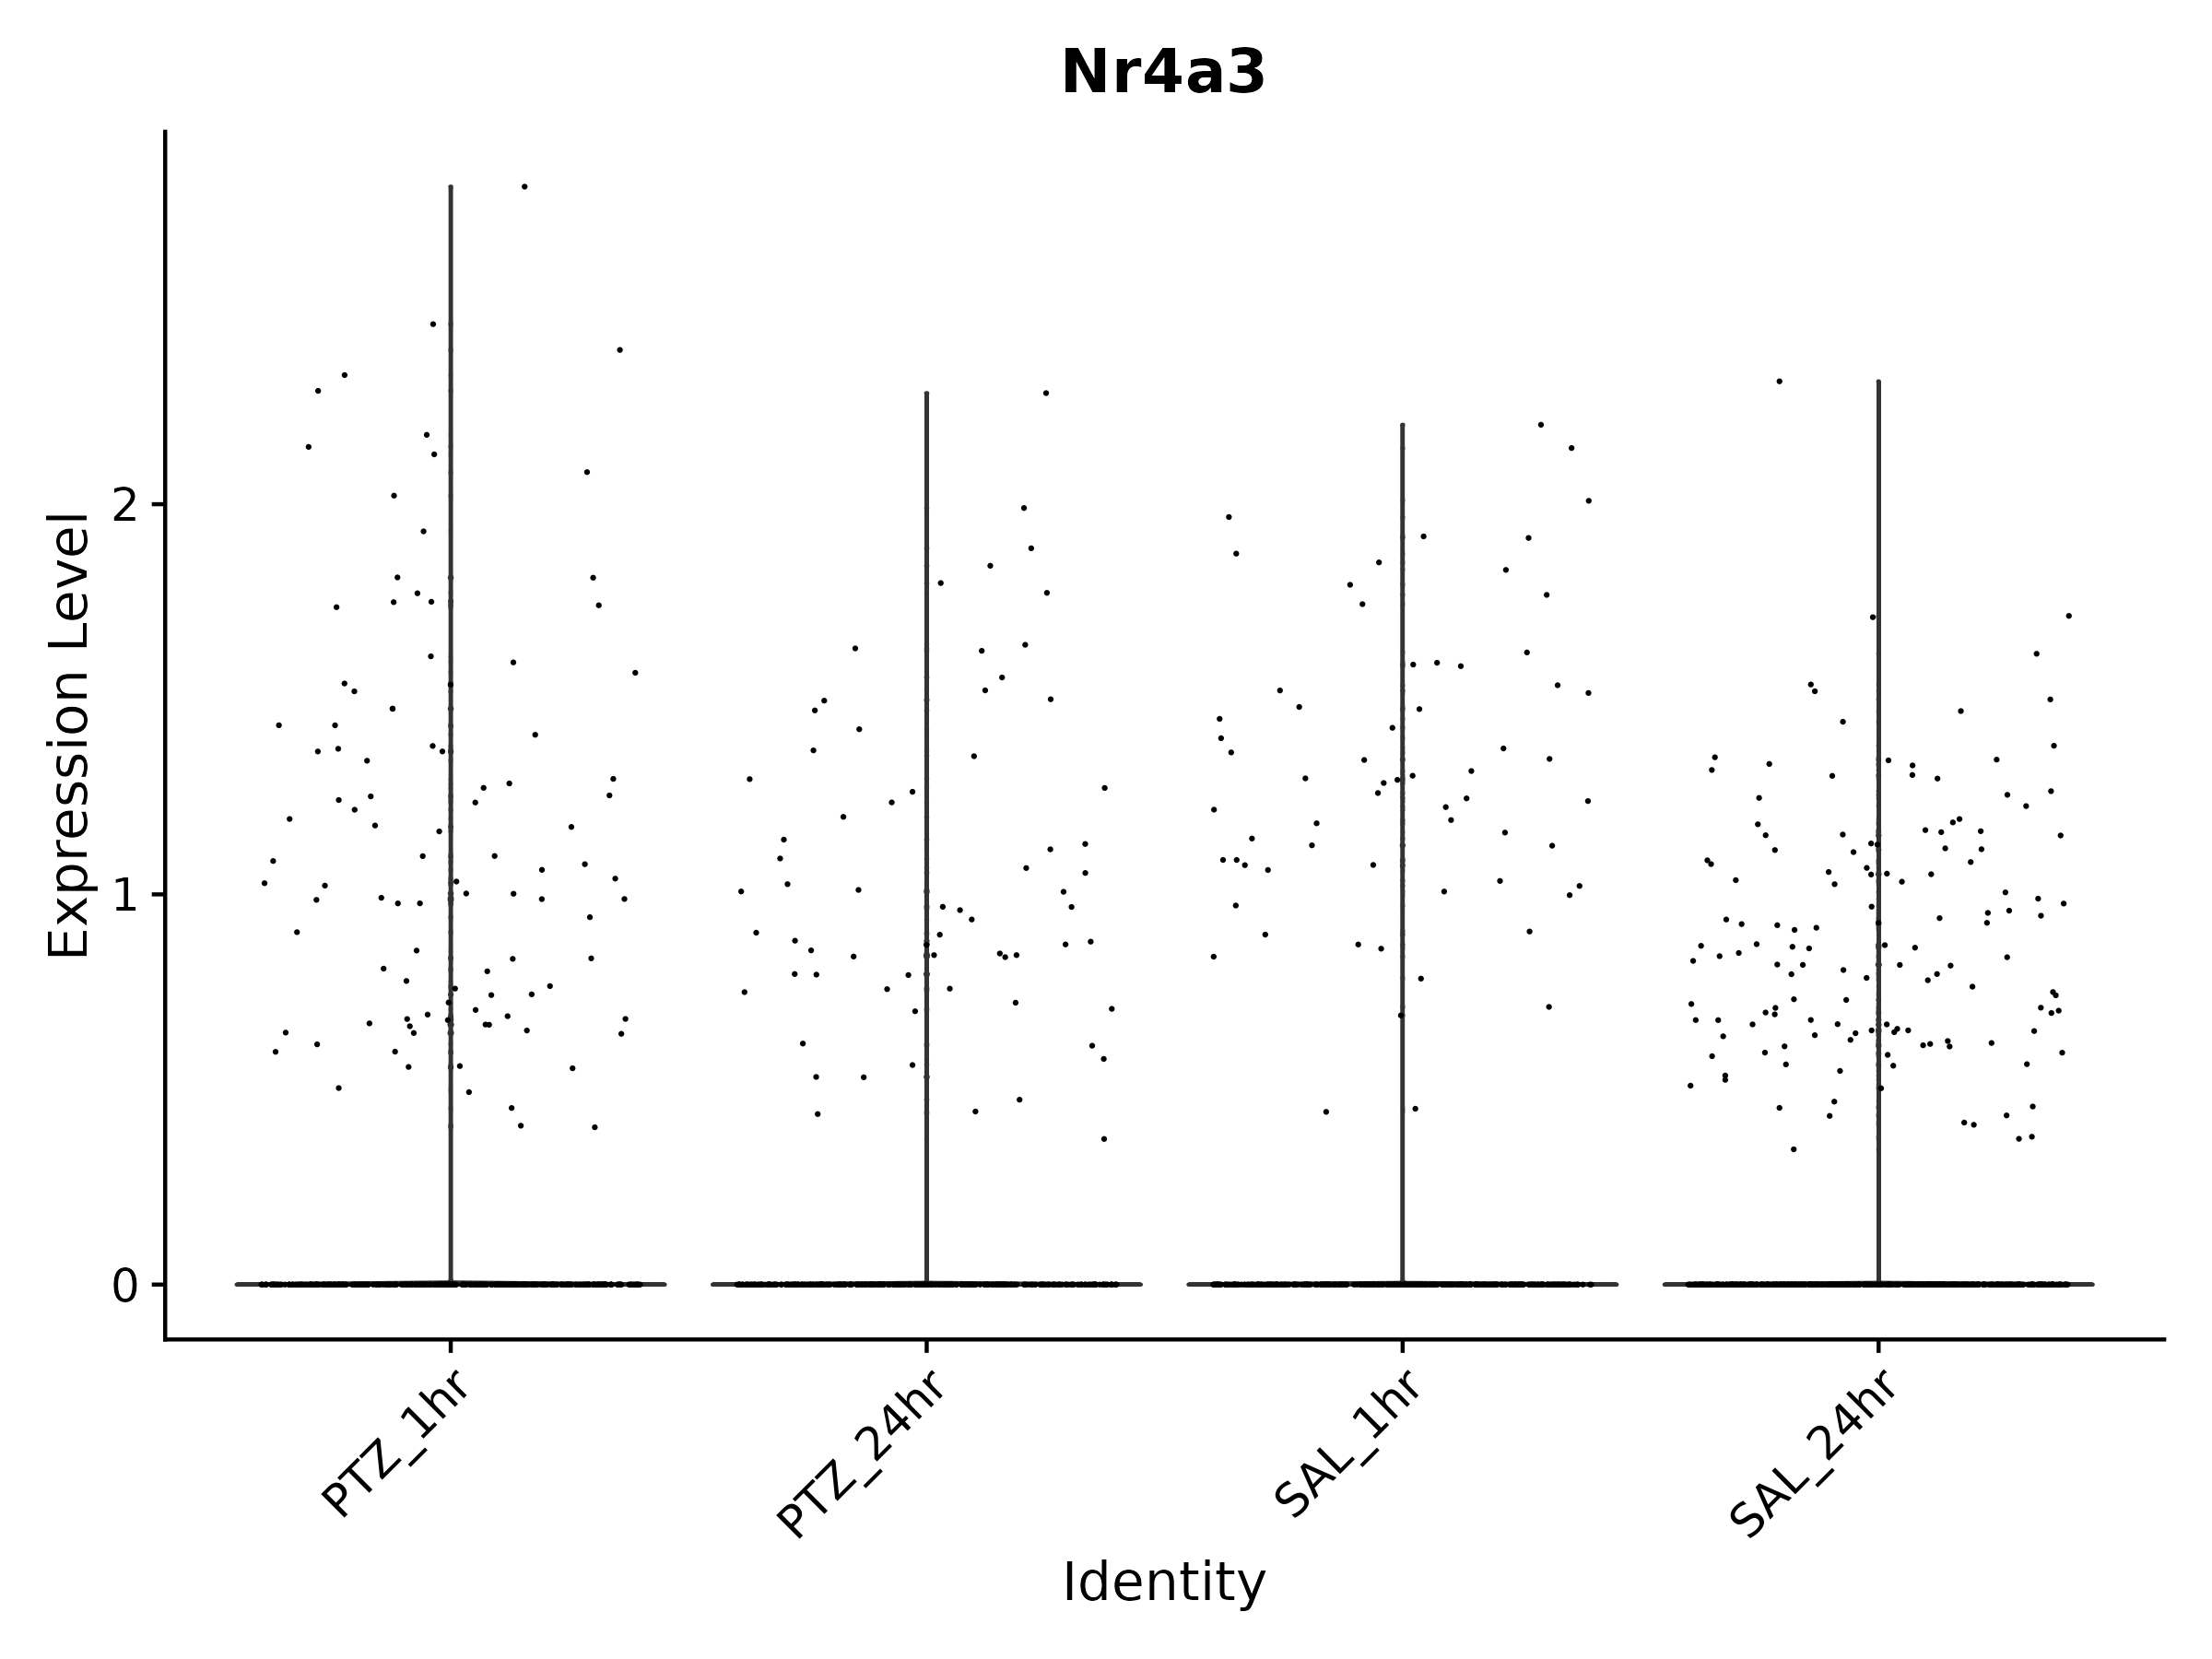 Nr4a3
Expression Level
2
1
0
PTZ_1hr
PTZ_24hr
SAL_1hr
SAL_24hr
Identity